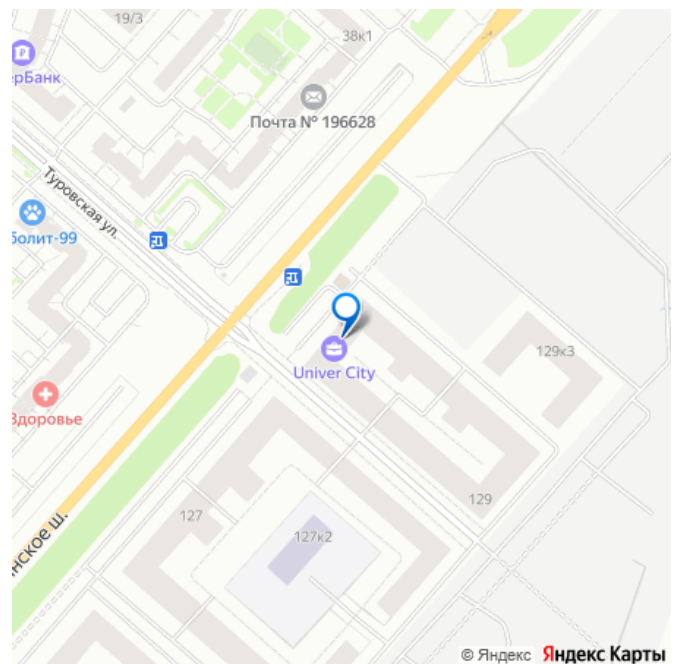 19/3
38к1
ерБанк
Почта № 196628
Туровская ул.
болит-99
129к3
Univer City
Здоровье
129
127
127к2
нское ш.
© Яндекс Яндекс Карты